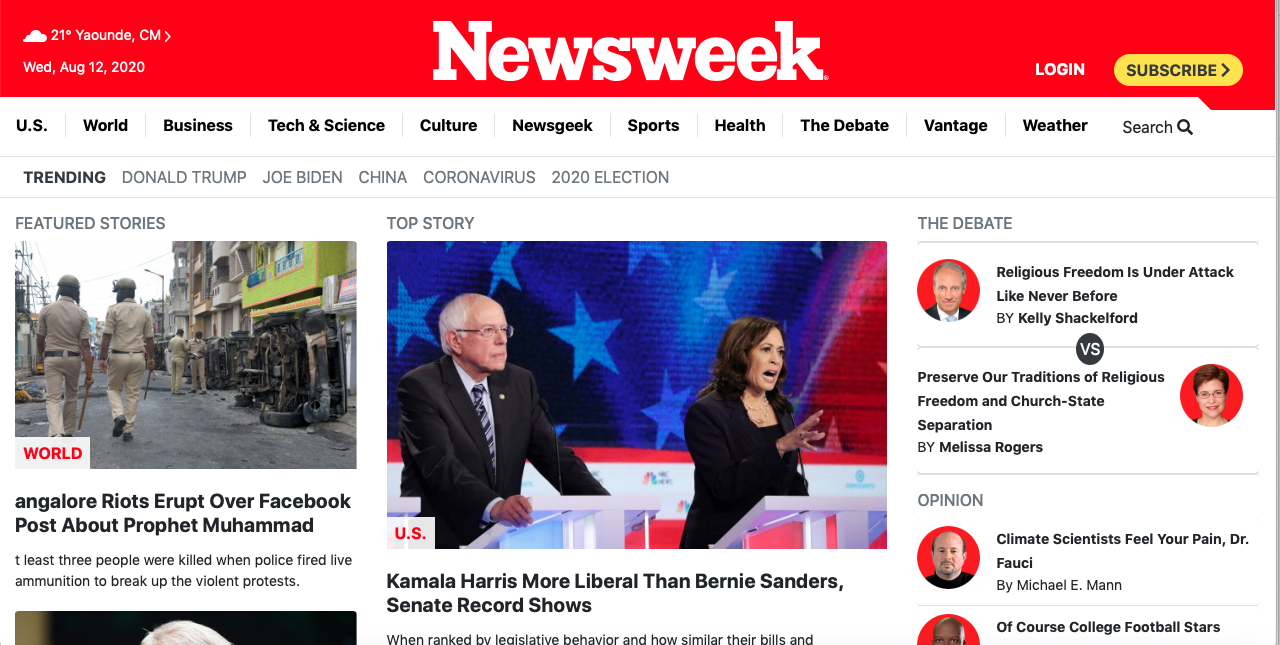 21° Yaounde, CM
Wed, Aug 12, 2020
Newsweek
LOGIN
SUBSCRIBE
U.S.
World
Business
Tech & Science
Culture
Newsgeek
Sports
Health
The Debate
Vantage
Weather
Search
TRENDING
DONALD TRUMP
JOE BIDEN
CHINA
CORONAVIRUS
2020 ELECTION
FEATURED STORIES
WORLD
angalore Riots Erupt Over Facebook
Post About Prophet Muhammad
t least three people were killed when police fired live
ammunition to break up the violent protests.
TOP STORY
NBC
U.S.
Kamala Harris More Liberal Than Bernie Sanders,
Senate Record Shows
When ranked by legislative behavior and how similar their bills and
THE DEBATE
Religious Freedom Is Under Attack
Like Never Before
BY Kelly Shackelford
VS
Preserve Our Traditions of Religious
Freedom and Church-State
Separation
BY Melissa Rogers
OPINION
Climate Scientists Feel Your Pain, Dr.
Fauci
By Michael E. Mann
Of Course College Football Stars